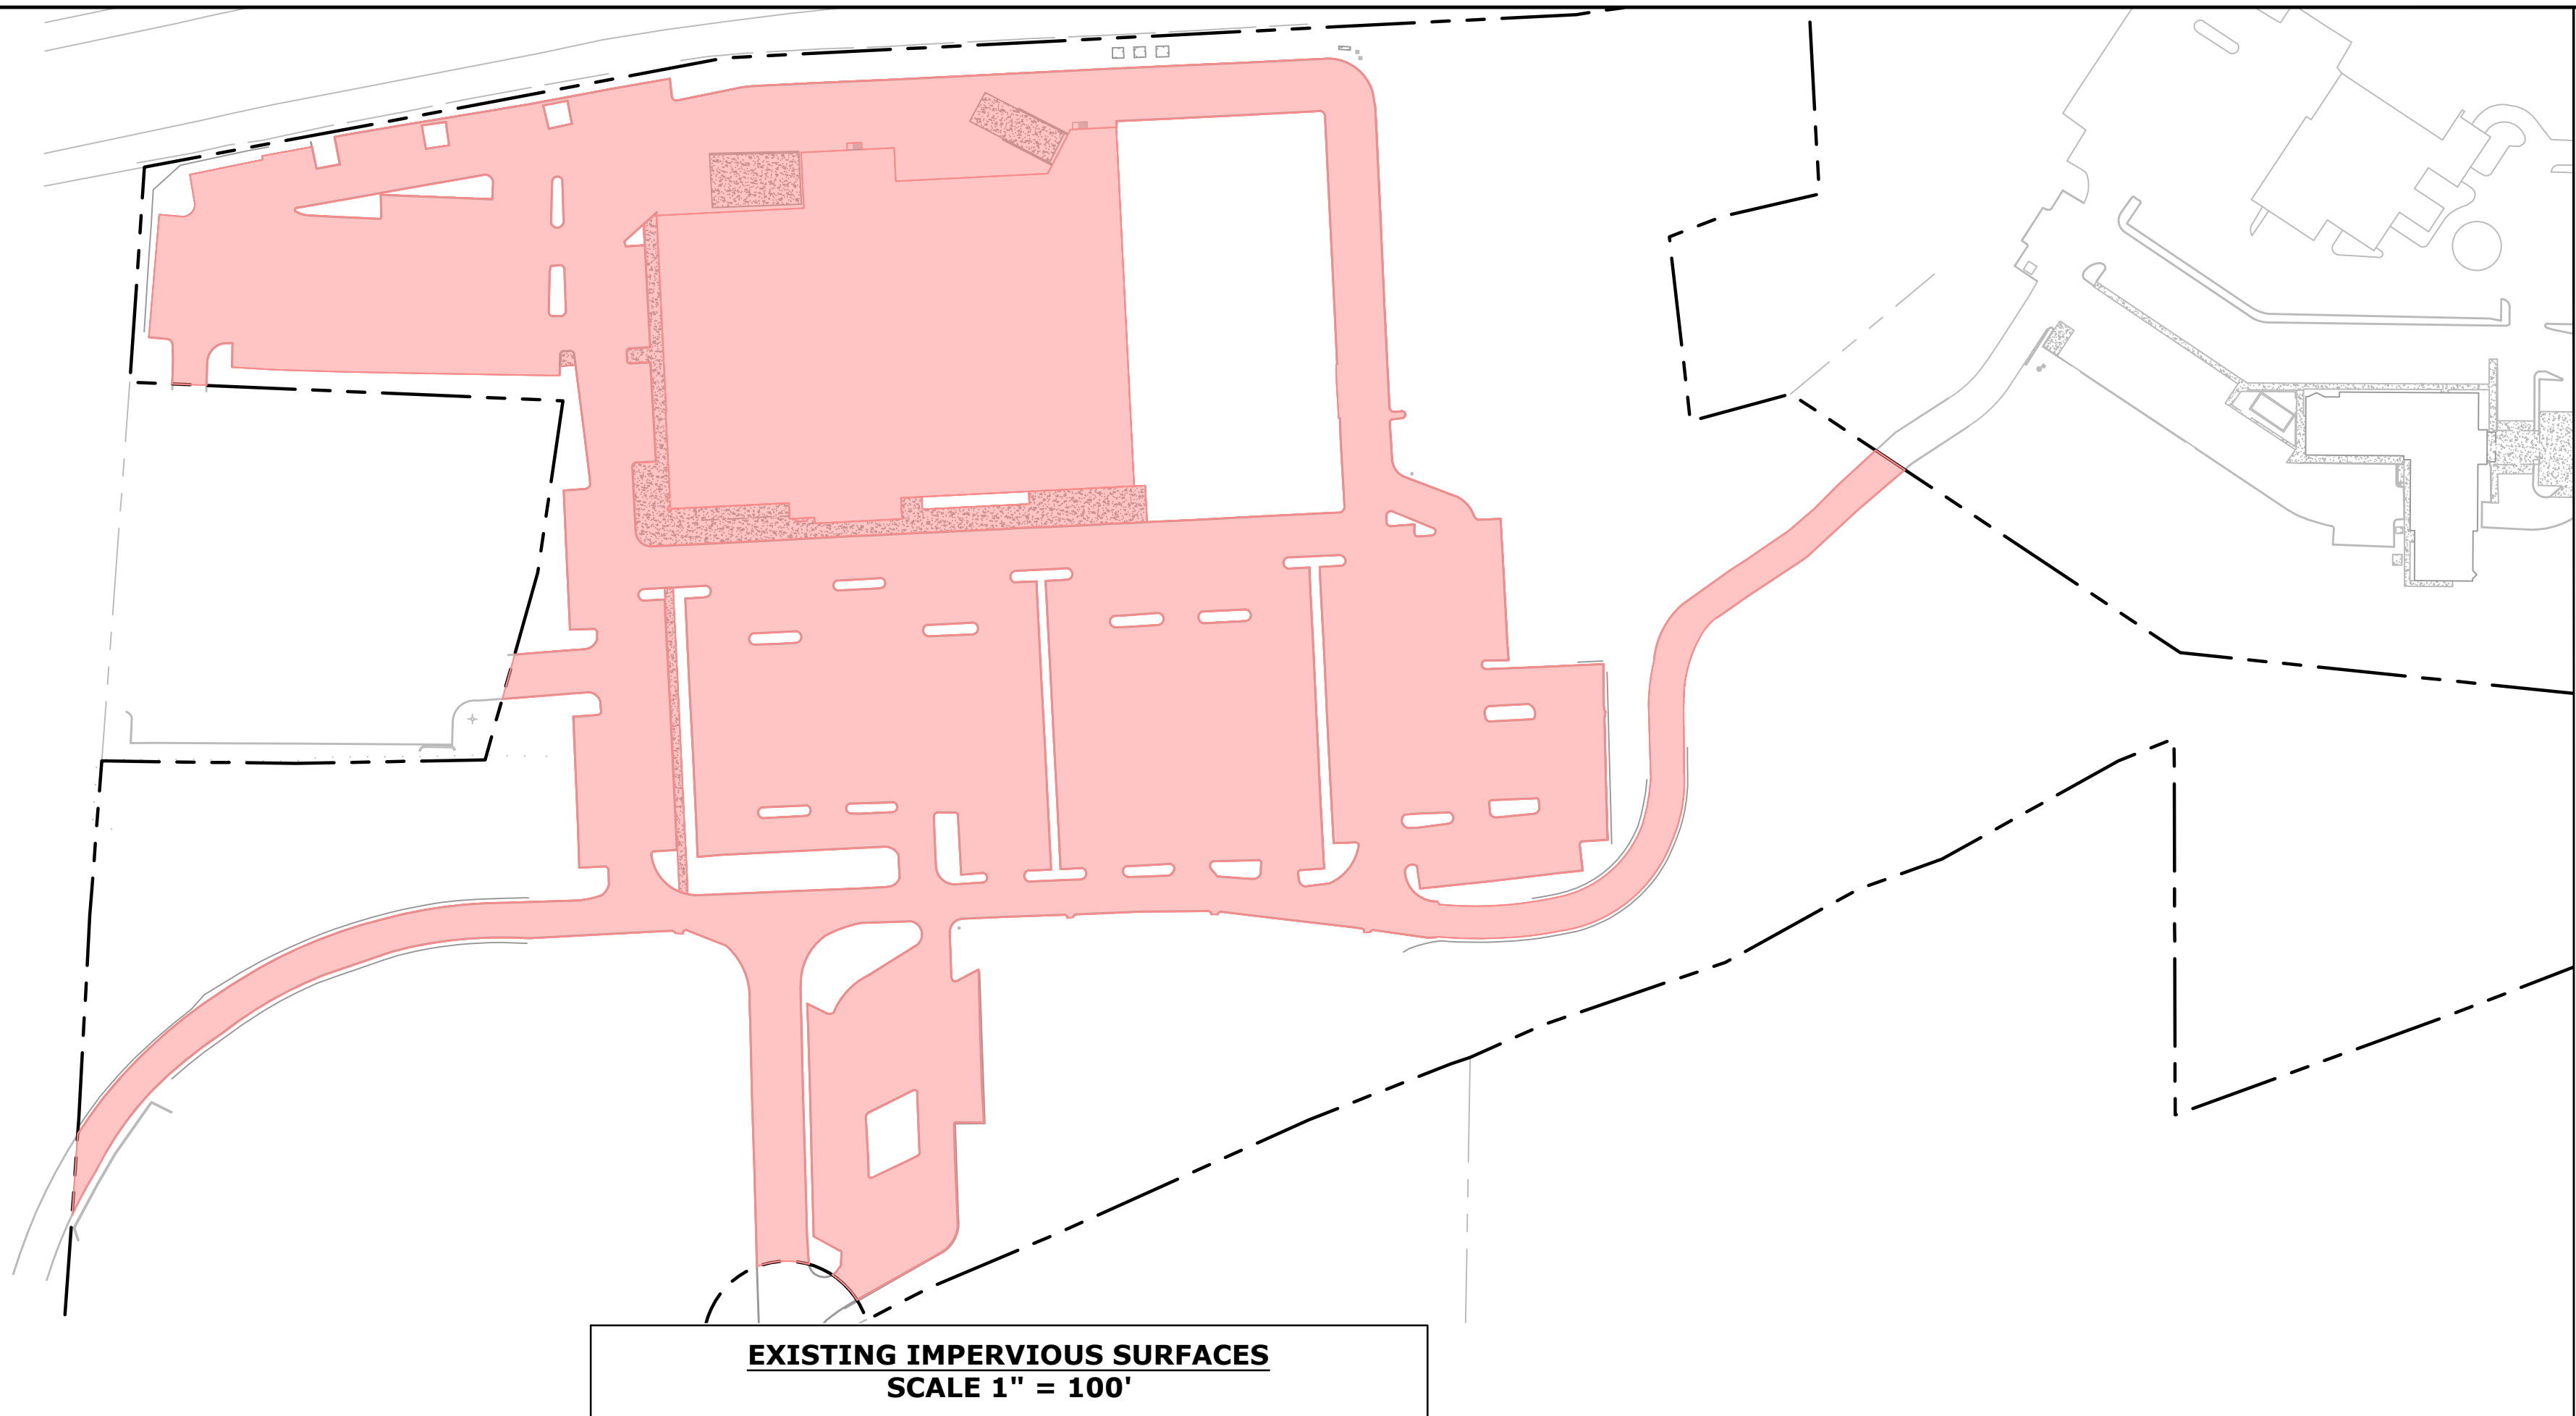 EXISTING IMPERVIOUS SURFACES
SCALE 1" = 100'